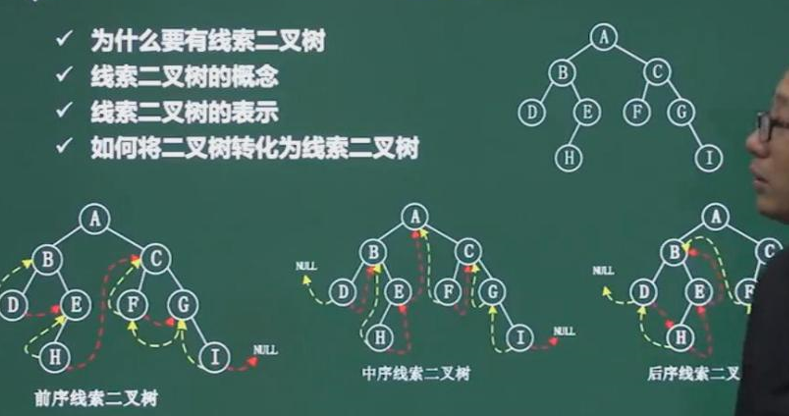 为什么要有线索二叉树
线索二叉树的概念
线索二叉树的表示
如何将二叉树转化为线索二叉树
A
B C
D E F G
H I
A
B C
D E F G
H I
NULL
前序线索二叉树
A
B C
NULL
D E F G
H I
NULL
中序线索二叉树
A
B C
NULL
D E F
H
后序线索二叉